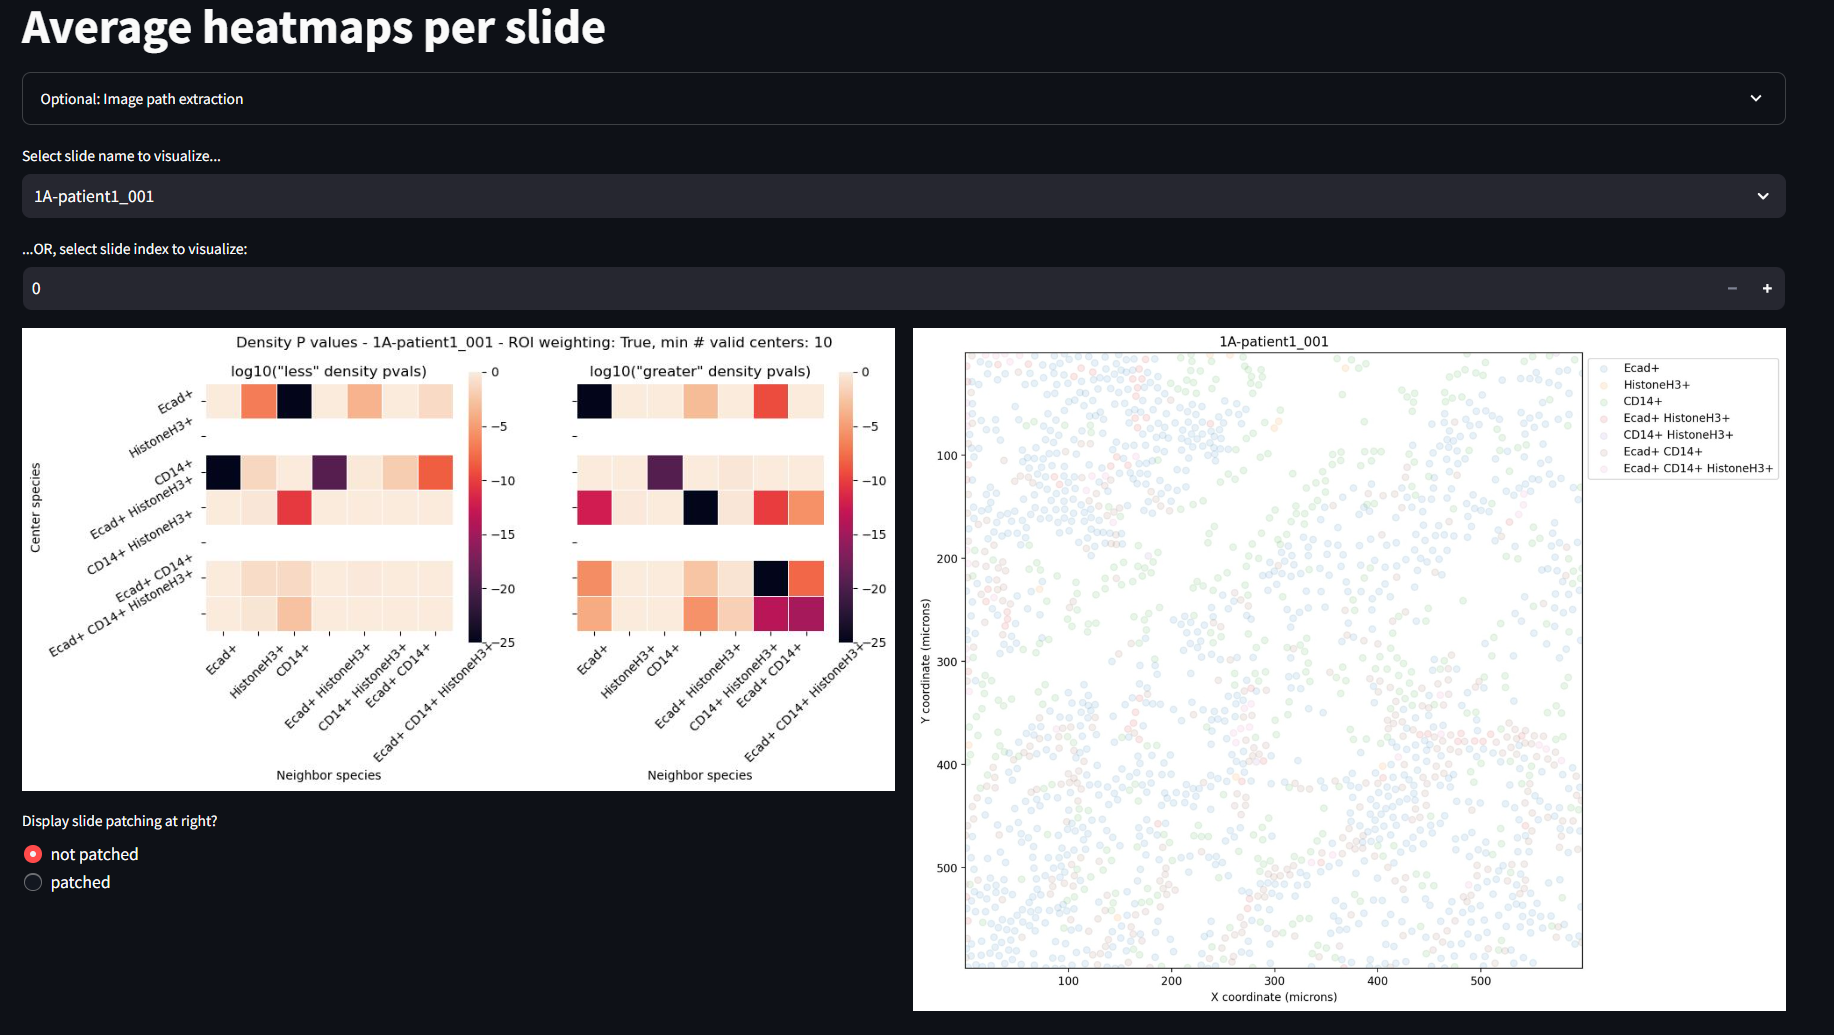 Average heatmaps per slide
Optional: Image path extraction
Select slide name to visualize...
1A-patient1_001
...OR, select slide index to visualize:
0
Density P values - 1A-patient1_001 - ROI weighting: True, min # valid centers: 10
log10("less" density pvals)
log10("greater" density pvals)
Center species
Ecad+
HistoneH3+
CD14+
Ecad+ HistoneH3+
CD14+ HistoneH3+
Ecad+ CD14+
Ecad+ CD14+ HistoneH3+
0
−5
−10
−15
−20
−25
0
−5
−10
−15
−20
−25
Ecad+
HistoneH3+
CD14+
Ecad+ HistoneH3+
CD14+ HistoneH3+
Ecad+ CD14+
Ecad+ CD14+ HistoneH3+
Neighbor species
Ecad+
HistoneH3+
CD14+
Ecad+ HistoneH3+
CD14+ HistoneH3+
Ecad+ CD14+
Ecad+ CD14+ HistoneH3+
Neighbor species
1A-patient1_001
Y coordinate (microns)
100
200
300
400
500
100 200 300 400 500
X coordinate (microns)
Ecad+
HistoneH3+
CD14+
Ecad+ HistoneH3+
CD14+ HistoneH3+
Ecad+ CD14+
Ecad+ CD14+ HistoneH3+
Display slide patching at right?
not patched
patched